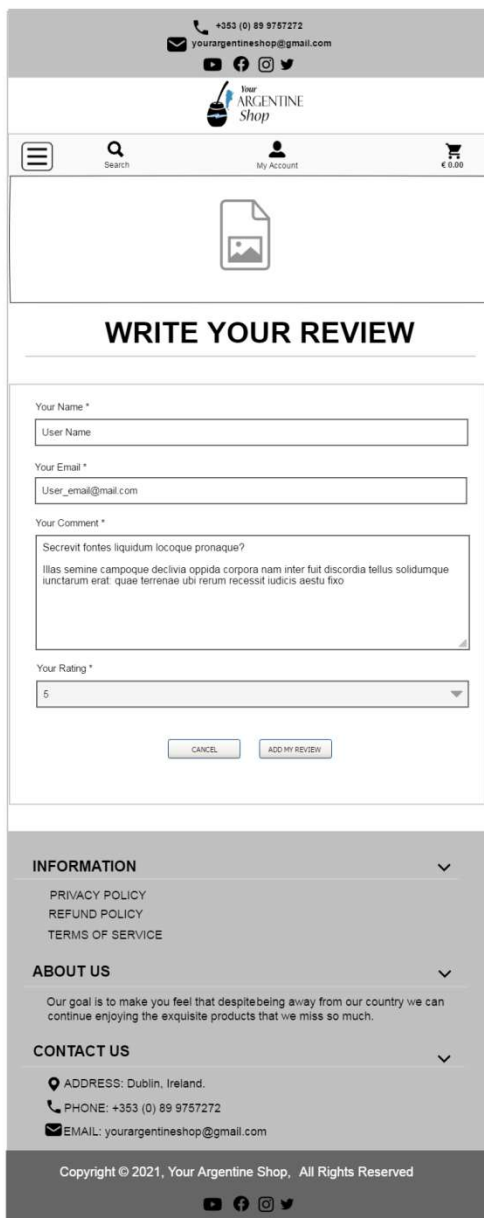 +353 (0) 89 9757272
yourargentineshop@gmail.com
Your
ARGENTINE
Shop
Search
My Account
€ 0.00
WRITE YOUR REVIEW
Your Name *
User Name
Your Email *
User_email@mail.com
Your Comment *
Secrevit fontes liquidum locoque pronaque?
Illas semine campoque declivia oppida corpora nam inter fuit discordia tellus solidumque
iunctarum erat: quae terrenae ubi rerum recessit iudicis aestu fixo
Your Rating *
5
CANCEL
ADD MY REVIEW
INFORMATION
PRIVACY POLICY
REFUND POLICY
TERMS OF SERVICE
ABOUT US
Our goal is to make you feel that despitebeing away from our country we can
continue enjoying the exquisite products that we miss so much.
CONTACT US
ADDRESS: Dublin, Ireland.
PHONE: +353 (0) 89 9757272
EMAIL: yourargentineshop@gmail.com
Copyright © 2021, Your Argentine Shop, All Rights Reserved